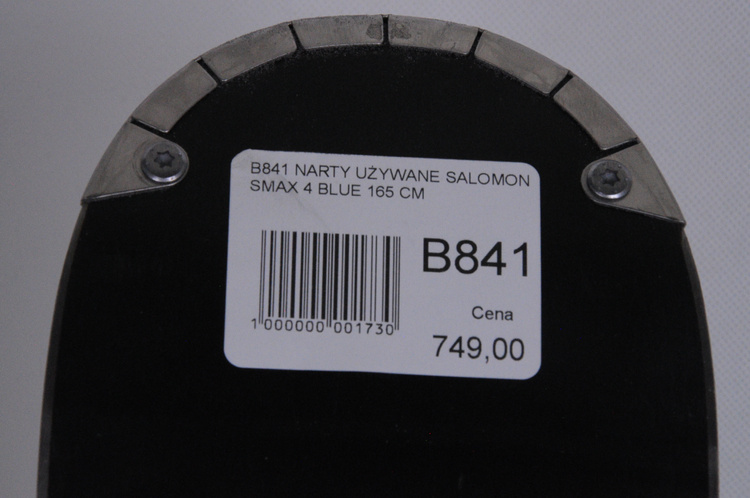 B841 NARTY UŻYWANE SALOMON
SMAX 4 BLUE 165 CM
B841
1 000000 001730
Cena
749,00